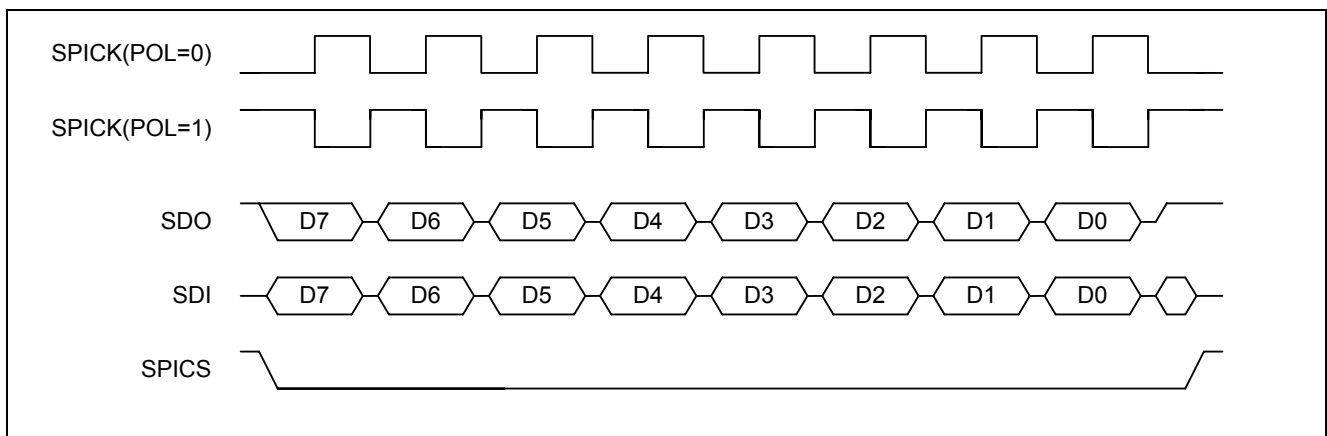 SPICK(POL=0)
SPICK(POL=1)
SDO D7 D6 D5 D4 D3 D2 D1 D0
SDI D7 D6 D5 D4 D3 D2 D1 D0
SPICS